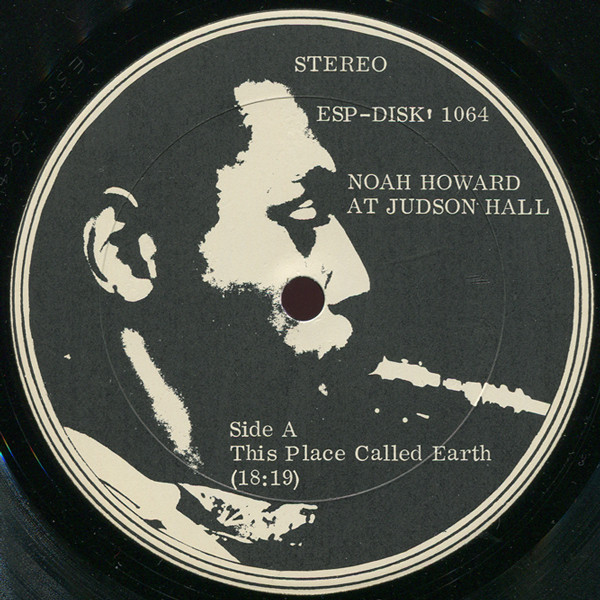 STEREO
ESP-DISK' 1064
NOAH HOWARD
AT JUDSON HALL
Side A
This Place Called Earth
(18:19)